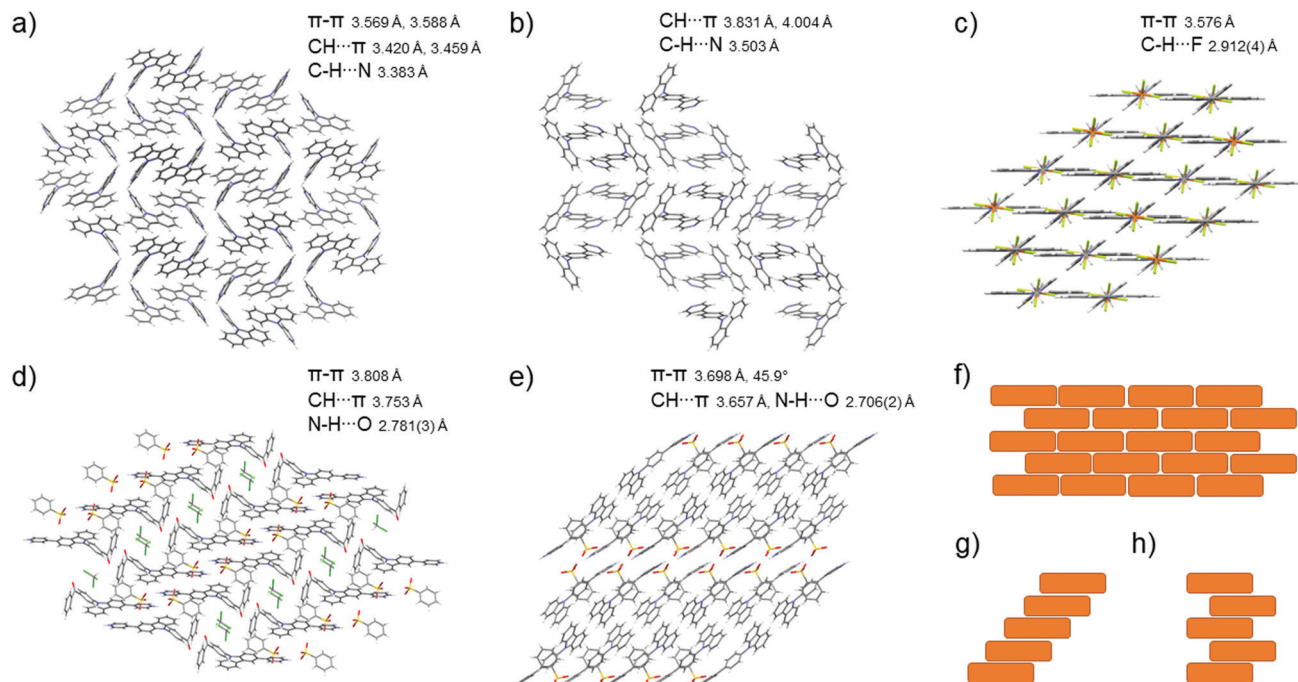 a)
π-π 3.569 Å, 3.588 Å
CH···π 3.420 Å, 3.459 Å
C-H···N 3.383 Å
b)
CH···π 3.831 Å, 4.004 Å
C-H···N 3.503 Å
c)
π-π 3.576 Å
C-H···F 2.912(4) Å
d)
π-π 3.808 Å
CH···π 3.753 Å
N-H···O 2.781(3) Å
e)
π-π 3.698 Å, 45.9°
CH···π 3.657 Å, N-H···O 2.706(2) Å
f)
g)
h)